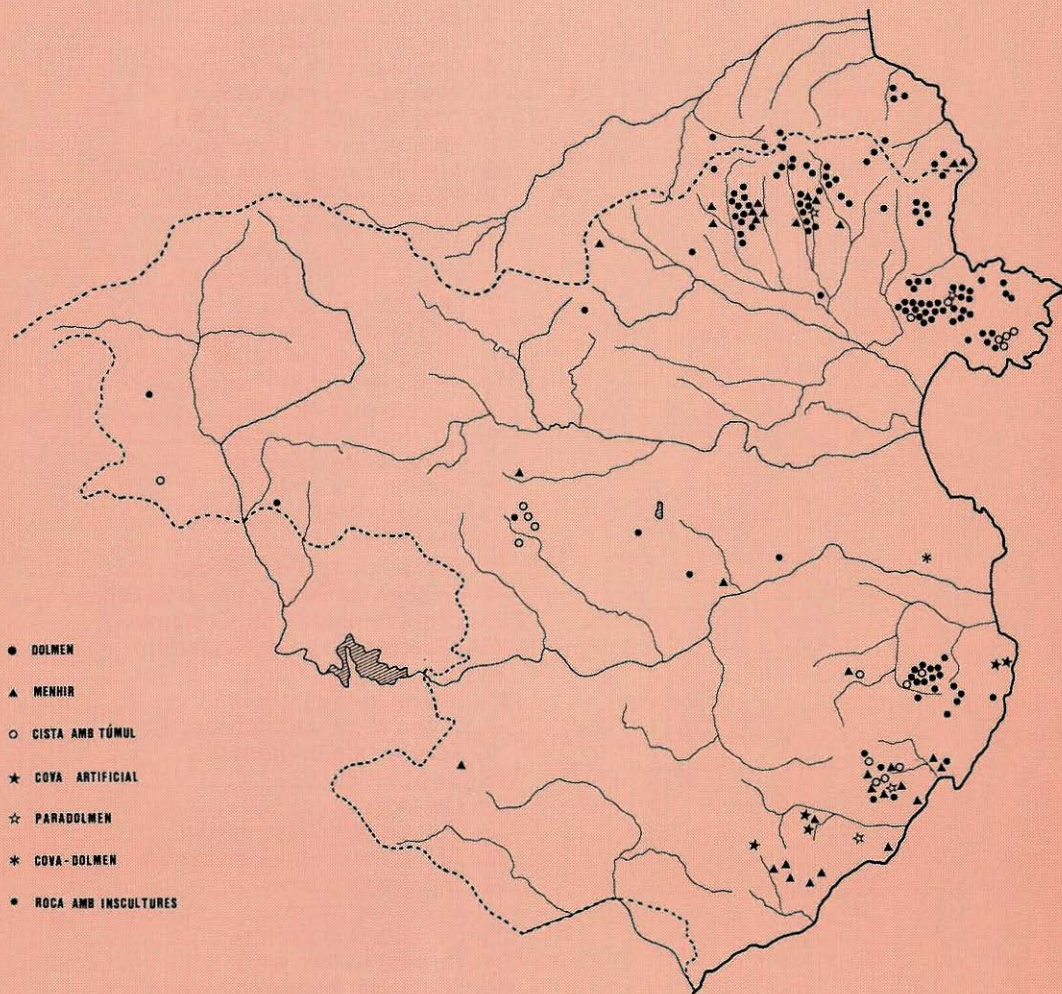 DOLMEN
MENHIR
CISTA AMB TÚMUL
COVA ARTIFICIAL
PARADOLMEN
COVA-DOLMEN
ROCA AMB INSCULTURES